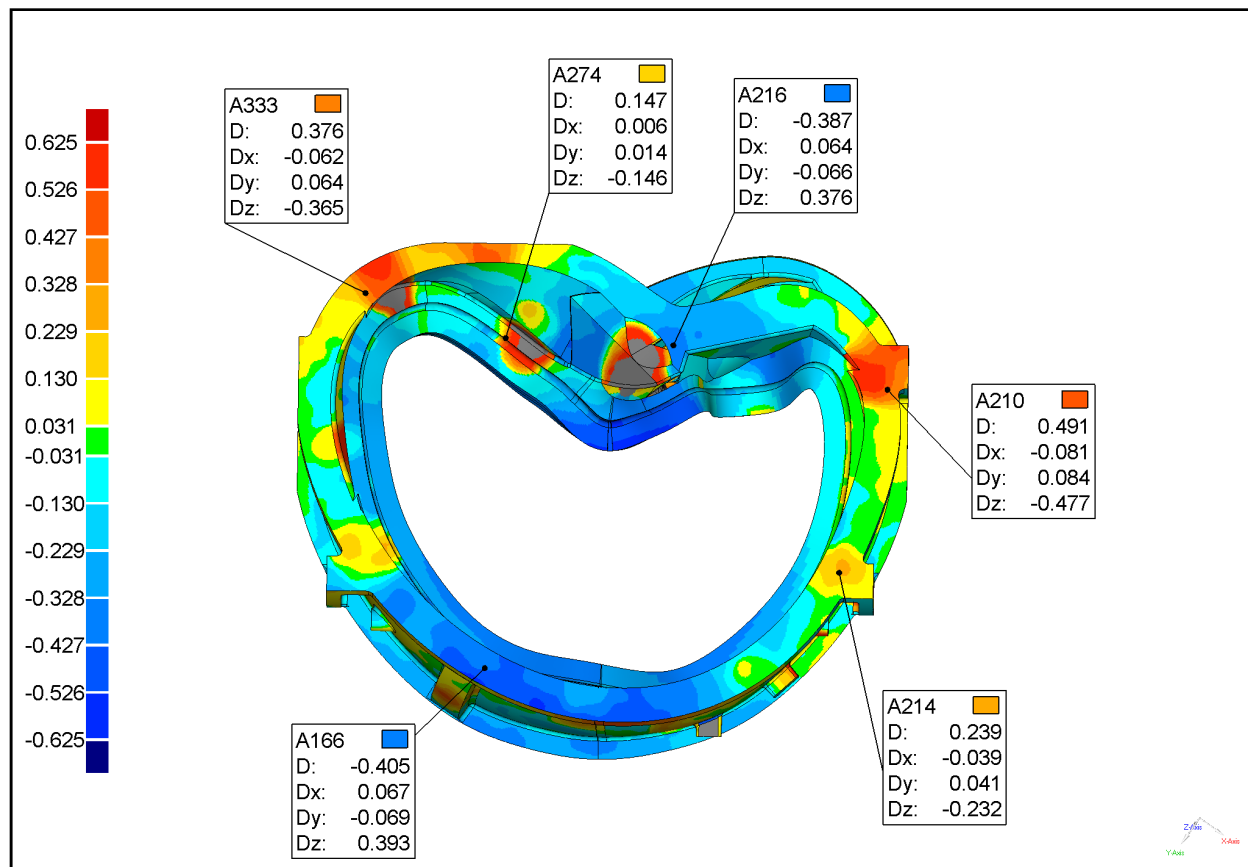 A274
D: 0.147
Dx: 0.006
Dy: 0.014
Dz: -0.146
A216
D: -0.387
Dx: 0.064
Dy: -0.066
Dz: 0.376
A333
D: 0.376
Dx: -0.062
Dy: 0.064
Dz: -0.365
0.625
0.526
0.427
0.328
0.229
0.130
0.031
-0.031
-0.130
-0.229
-0.328
-0.427
-0.526
-0.625
A210
D: 0.491
Dx: -0.081
Dy: 0.084
Dz: -0.477
A214
D: 0.239
Dx: -0.039
Dy: 0.041
Dz: -0.232
A166
D: -0.405
Dx: 0.067
Dy: -0.069
Dz: 0.393
Z-Axis
X-Axis
Y-Axis